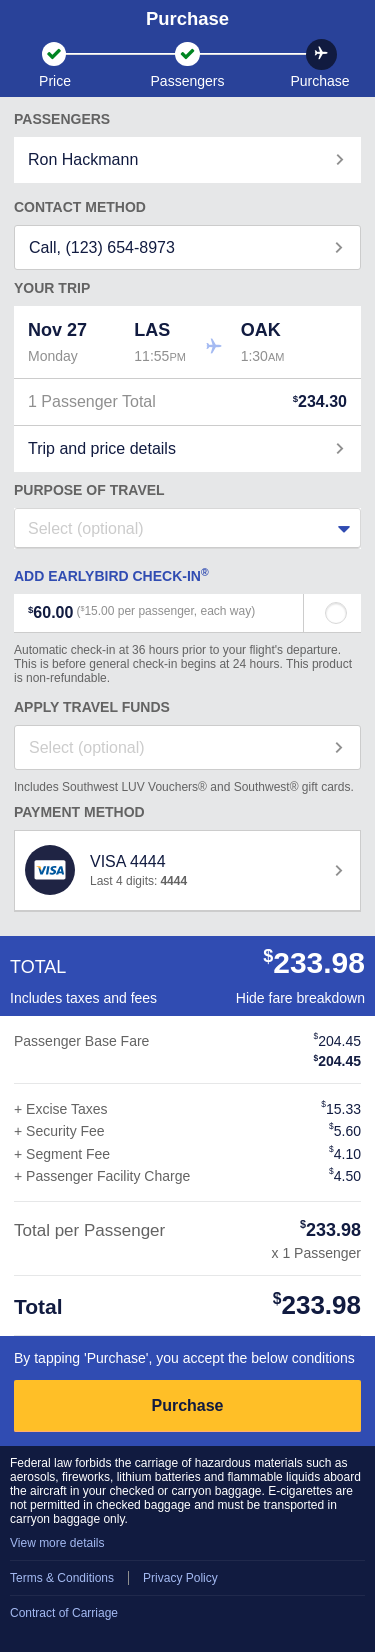 Purchase
Price Passengers Purchase
PASSENGERS
Ron Hackmann
CONTACT METHOD
Call, (123) 654-8973
YOUR TRIP
Nov 27 LAS OAK
Monday 11:55PM 1:30AM
1 Passenger Total $234.30
Trip and price details
PURPOSE OF TRAVEL
Select (optional)
ADD EARLYBIRD CHECK-IN®
$60.00 ($15.00 per passenger, each way)
Automatic check-in at 36 hours prior to your flight's departure.
This is before general check-in begins at 24 hours. This product
is non-refundable.
APPLY TRAVEL FUNDS
Select (optional)
Includes Southwest LUV Vouchers® and Southwest® gift cards.
PAYMENT METHOD
VISA VISA 4444
Last 4 digits: 4444
TOTAL $233.98
Includes taxes and fees Hide fare breakdown
Passenger Base Fare $204.45
$204.45
+ Excise Taxes $15.33
+ Security Fee $5.60
+ Segment Fee $4.10
+ Passenger Facility Charge $4.50
Total per Passenger $233.98
x 1 Passenger
Total $233.98
By tapping 'Purchase', you accept the below conditions
Purchase
Federal law forbids the carriage of hazardous materials such as
aerosols, fireworks, lithium batteries and flammable liquids aboard
the aircraft in your checked or carryon baggage. E-cigarettes are
not permitted in checked baggage and must be transported in
carryon baggage only.
View more details
Terms & Conditions Privacy Policy
Contract of Carriage